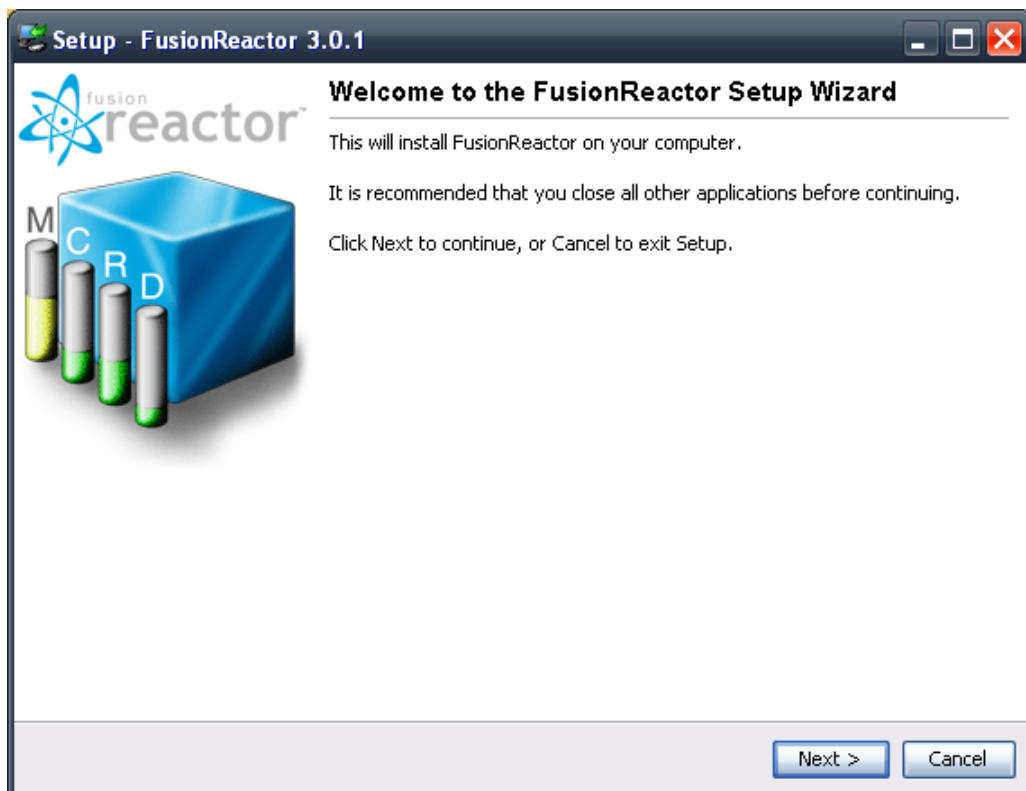 Setup - FusionReactor 3.0.1
fusion
reactor™
M
C
R
D
Welcome to the FusionReactor Setup Wizard
This will install FusionReactor on your computer.
It is recommended that you close all other applications before continuing.
Click Next to continue, or Cancel to exit Setup.
Next >
Cancel